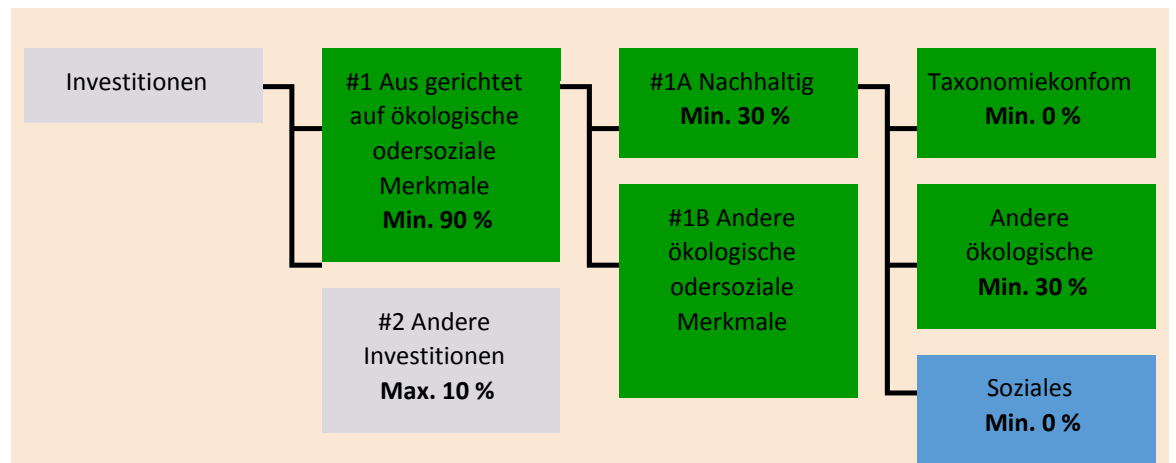 Investitionen
#1 Aus gerichtet
auf ökologische
odersoziale
Merkmale
Min. 90 %
#2 Andere
Investitionen
Max. 10 %
#1A Nachhaltig
Min. 30 %
#1B Andere
ökologische
odersoziale
Merkmale
Taxonomiekonfom
Min. 0 %
Andere
ökologische
Min. 30 %
Soziales
Min. 0 %